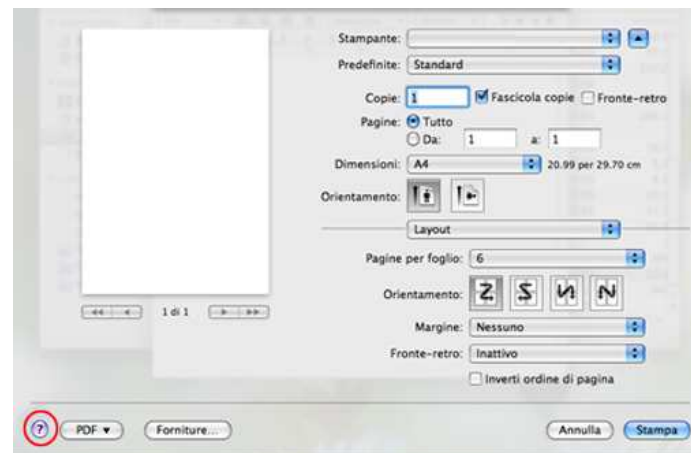 Stampante:
Predefinite: Standard
Copie: 1 Fascicola copie Fronte-retro
Pagine: Tutto
Da: 1 a: 1
Dimensioni: A4 20.99 per 29.70 cm
Orientamento:
Layout
Pagine per foglio: 6
Orientamento:
Margine: Nessuno
Fronte-retro: Inattivo
Inverti ordine di pagina
1 di 1
? PDF ▼ Forniture... Annulla Stampa